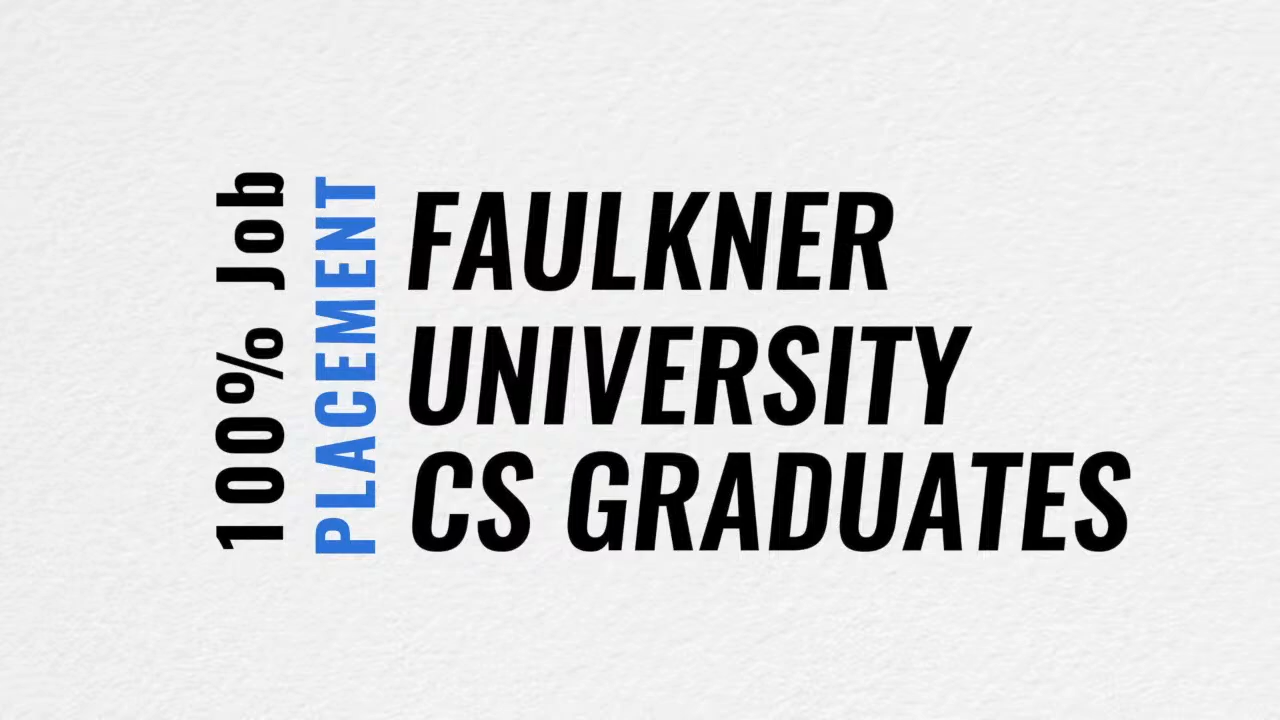 100% Job
PLACEMENT
FAULKNER
UNIVERSITY
CS GRADUATES